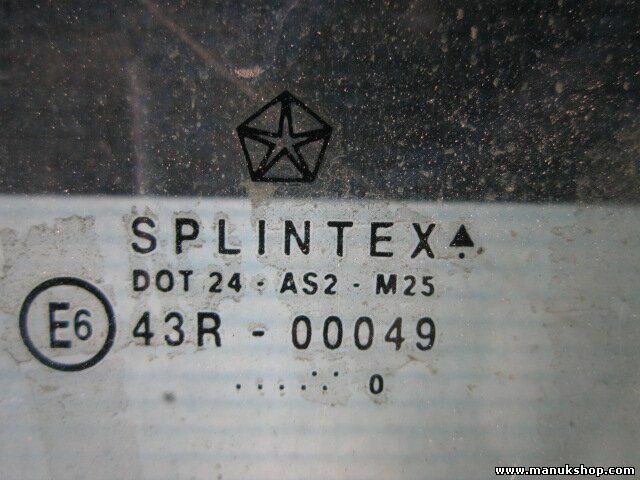 SPLINTEX
DOT 24 · AS2 · M25
E6
43R - 00049
...... 0
www.manukshop.com